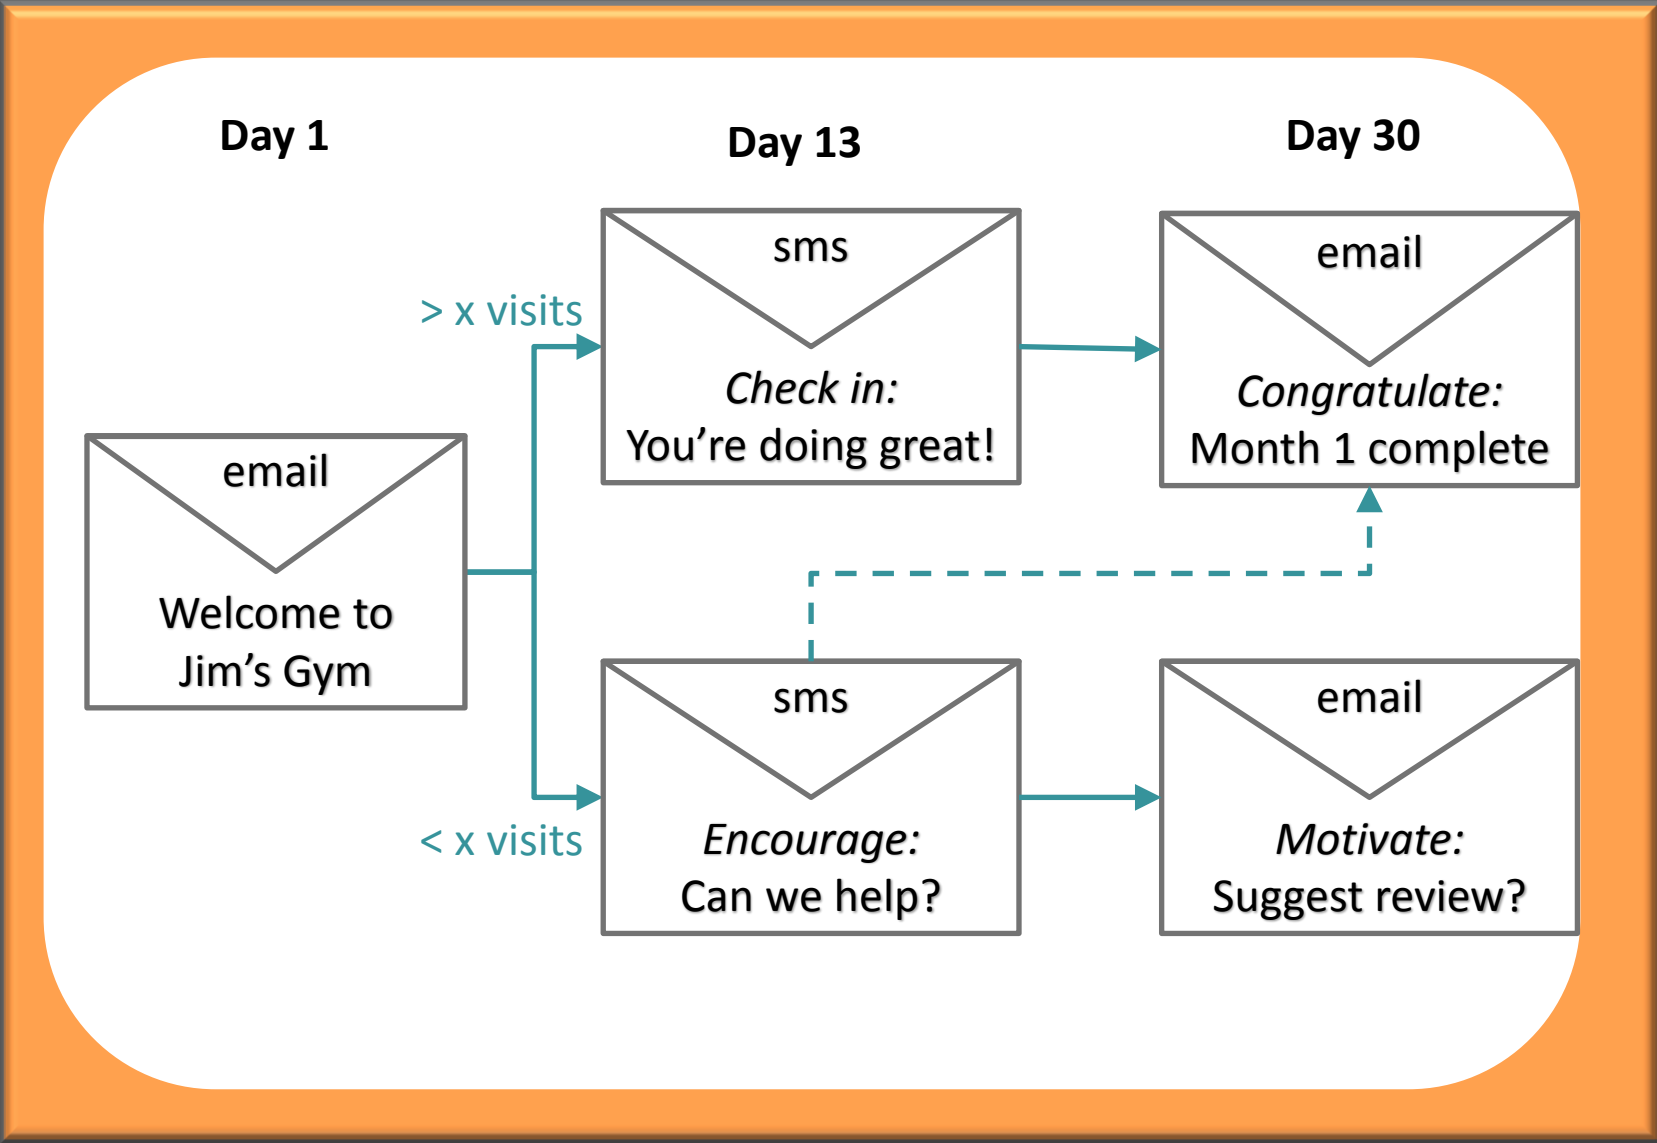 Day 1
Day 13
Day 30
sms
email
> x visits
Check in:
You're doing great!
Congratulate:
Month 1 complete
email
Welcome to
Jim's Gym
sms
email
< x visits
Encourage:
Can we help?
Motivate:
Suggest review?